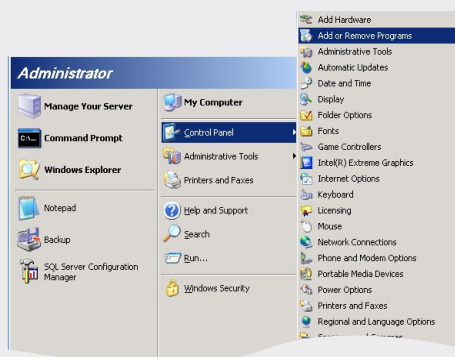 Administrator
Manage Your Server
Command Prompt
Windows Explorer
Notepad
Backup
SQL Server Configuration
Manager
My Computer
Control Panel
Administrative Tools
Printers and Faxes
Help and Support
Search
Run...
Windows Security
Add Hardware
Add or Remove Programs
Administrative Tools
Automatic Updates
Date and Time
Display
Folder Options
Fonts
Game Controllers
Intel(R) Extreme Graphics
Internet Options
Keyboard
Licensing
Mouse
Network Connections
Phone and Modem Options
Portable Media Devices
Power Options
Printers and Faxes
Regional and Language Options